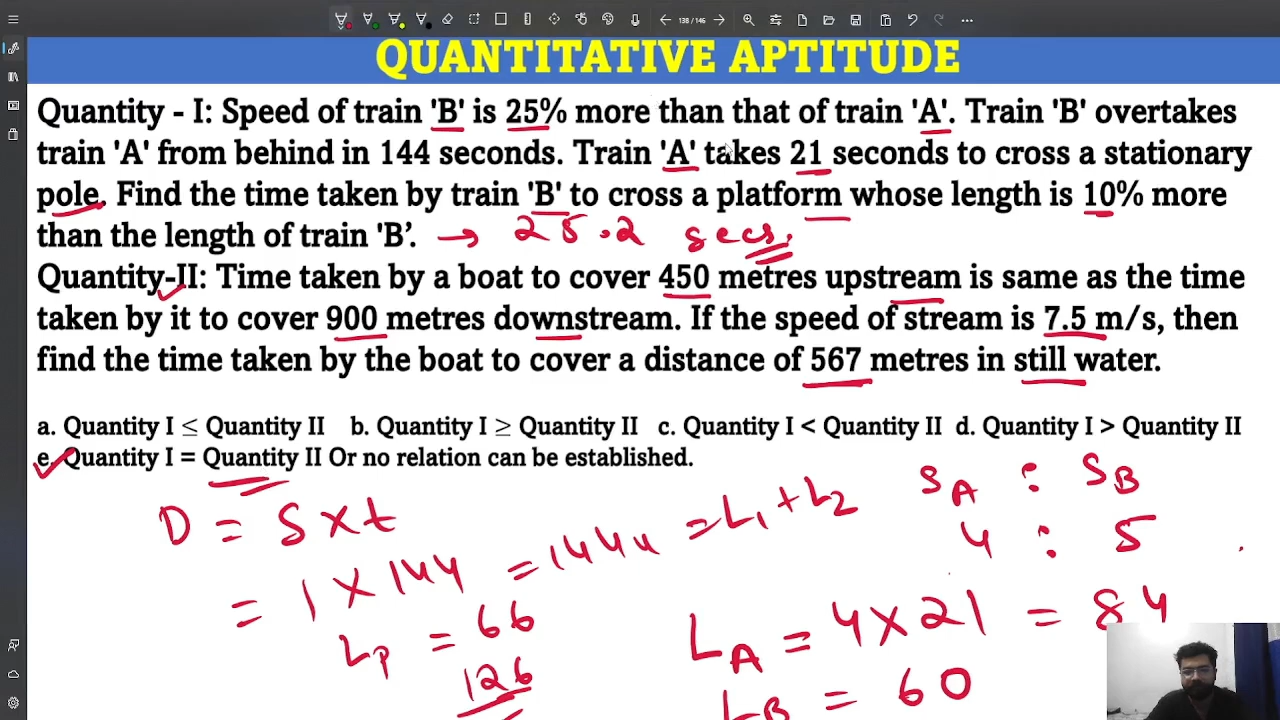 138 / 146
QUANTITATIVE APTITUDE
Quantity - I: Speed of train 'B' is 25% more than that of train 'A'. Train 'B' overtakes
train 'A' from behind in 144 seconds. Train 'A' takes 21 seconds to cross a stationary
pole. Find the time taken by train 'B' to cross a platform whose length is 10% more
than the length of train 'B’. → 25.2 secs.
Quantity-II: Time taken by a boat to cover 450 metres upstream is same as the time
taken by it to cover 900 metres downstream. If the speed of stream is 7.5 m/s, then
find the time taken by the boat to cover a distance of 567 metres in still water.
a. Quantity I ≤ Quantity II b. Quantity I ≥ Quantity II c. Quantity I < Quantity II d. Quantity I > Quantity II
e. Quantity I = Quantity II Or no relation can be established.
S_A : S_B
4 : 5
D = S x t
= 1 x 144 = 144u = L₁ + L₂
L_P = 66
126
L_A = 4 x 21 = 84
L_B = 60